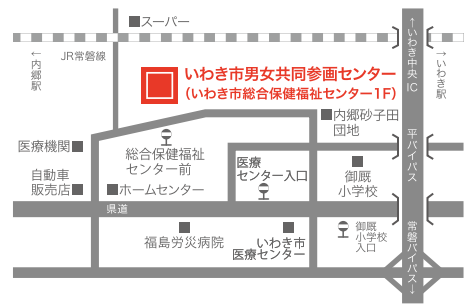 スーパー
←いわき中央IC
JR常磐線
←内郷駅
→いわき駅
いわき市男女共同参画センター
(いわき市総合保健福祉センター1F)
内郷砂子田
団地
平バイパス
医療機関
総合保健福祉
センター前
医療
センター入口
御厩
小学校
自動車
販売店
ホームセンター
県道
福島労災病院
いわき市
医療センター
御厩
小学校
入口
常磐バイパス→